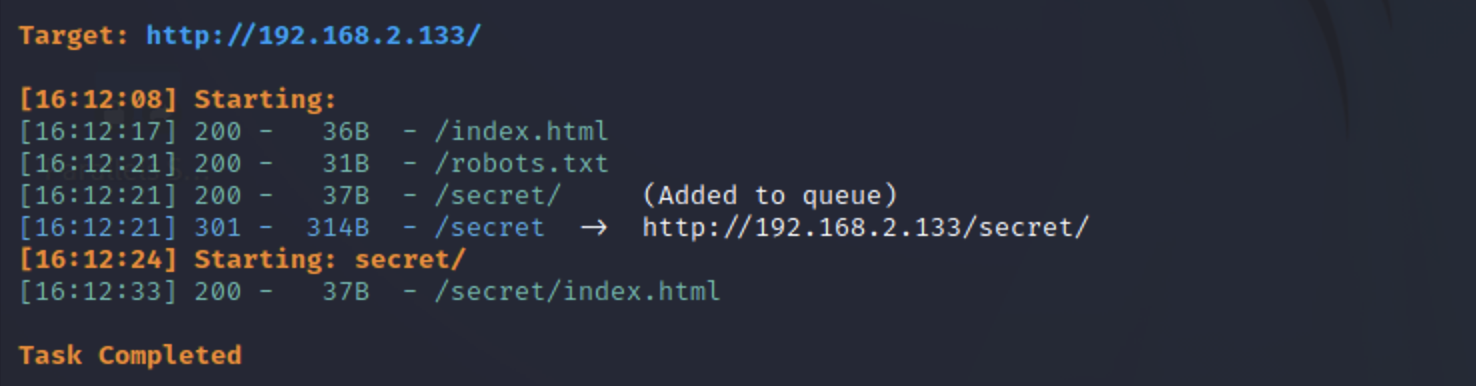 Target: http://192.168.2.133/
[16:12:08] Starting:
[16:12:17] 200 -   36B  - /index.html
[16:12:21] 200 -   31B  - /robots.txt
[16:12:21] 200 -   37B  - /secret/     (Added to queue)
[16:12:21] 301 -  314B  - /secret  →  http://192.168.2.133/secret/
[16:12:24] Starting: secret/
[16:12:33] 200 -   37B  - /secret/index.html
Task Completed